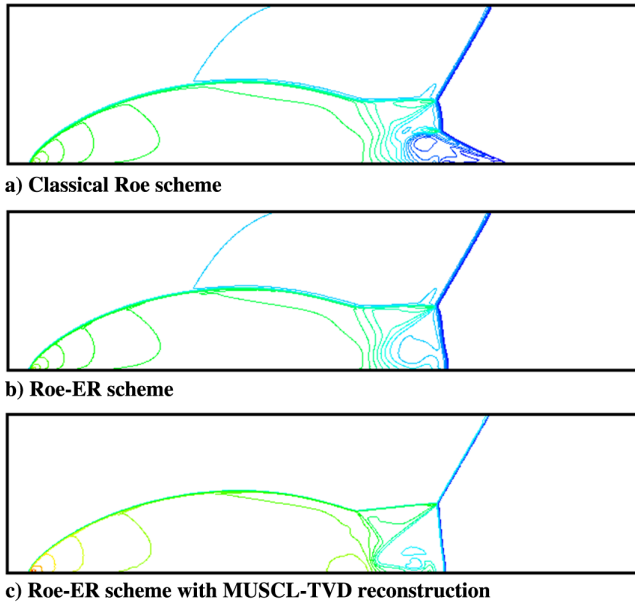 a) Classical Roe scheme
b) Roe-ER scheme
c) Roe-ER scheme with MUSCL-TVD reconstruction